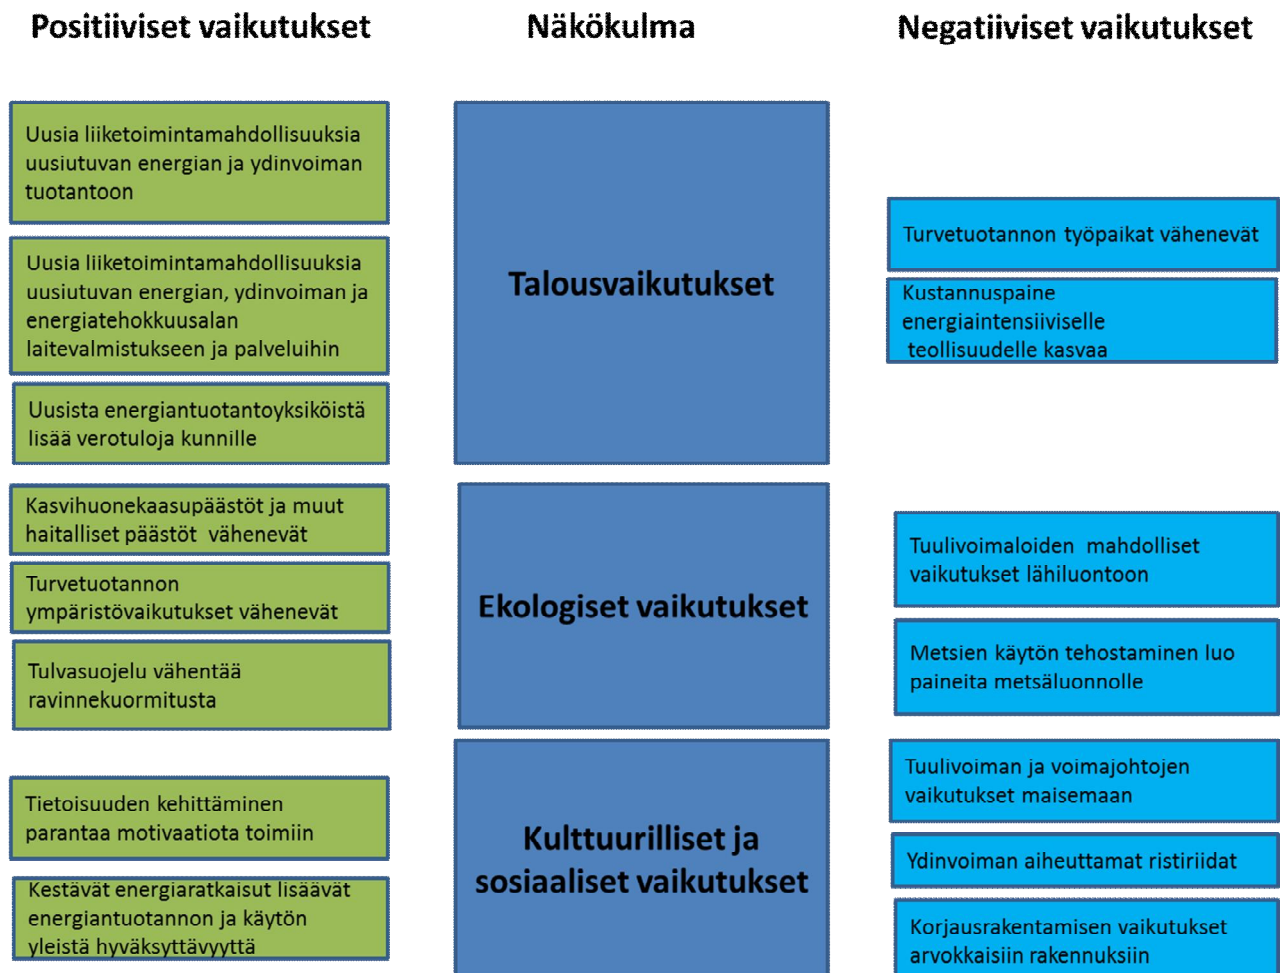 Positiiviset vaikutukset
Näkökulma
Negatiiviset vaikutukset
Uusia liiketoimintamahdollisuuksia
uusiutuvan energian ja ydinvoiman
tuotantoon
Uusia liiketoimintamahdollisuuksia
uusiutuvan energian, ydinvoiman ja
energiatehokkuusalan
laitevalmistukseen ja palveluihin
Uusista energiantuotantoyksiköistä
lisää verotuloja kunnille
Talousvaikutukset
Turvetuotannon työpaikat vähenevät
Kustannuspaine
energiaintensiiviselle
teollisuudelle kasvaa
Kasvihuonekaasupäästöt ja muut
haitalliset päästöt vähenevät
Turvetuotannon
ympäristövaikutukset vähenevät
Tulvasuojelu vähentää
ravinnekuormitusta
Ekologiset vaikutukset
Tuulivoimaloiden mahdolliset
vaikutukset lähiluontoon
Metsien käytön tehostaminen luo
paineita metsäluonnolle
Tietoisuuden kehittäminen
parantaa motivaatiota toimiin
Kestävät energiaratkaisut lisäävät
energiantuotannon ja käytön
yleistä hyväksyttävyyttä
Kulttuurilliset ja
sosiaaliset vaikutukset
Tuulivoiman ja voimajohtojen
vaikutukset maisemaan
Ydinvoiman aiheuttamat ristiriidat
Korjausrakentamisen vaikutukset
arvokkaisiin rakennuksiin